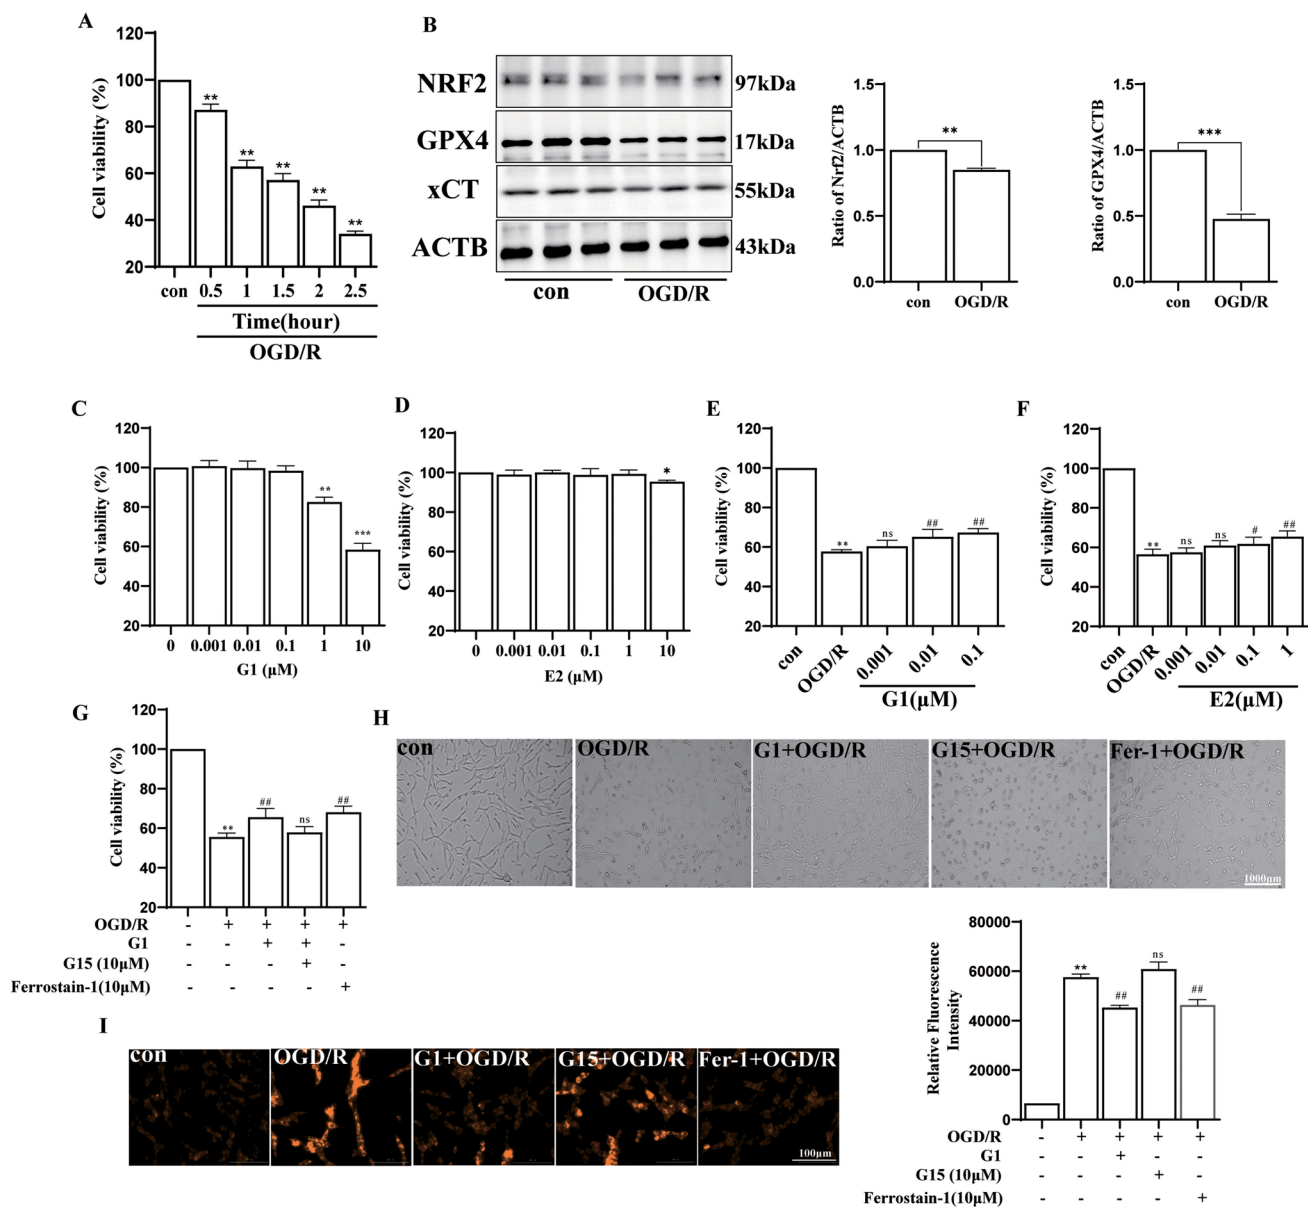 A
Cell viability (%)
120
100
80
60
40
20
**
**
**
**
**
con 0.5 1 1.5 2 2.5
Time(hour)
OGD/R
B
NRF2 97kDa
GPX4 17kDa
xCT 55kDa
ACTB 43kDa
con OGD/R
Ratio of Nrf2/ACTB
1.5
1.0
0.5
0.0
**
con OGD/R
Ratio of GPX4/ACTB
1.5
1.0
0.5
0.0
***
con OGD/R
C
Cell viability (%)
120
100
80
60
40
20
**
***
0 0.001 0.01 0.1 1 10
G1 (μM)
D
Cell viability (%)
120
100
80
60
40
20
*
0 0.001 0.01 0.1 1 10
E2 (μM)
E
Cell viability (%)
120
100
80
60
40
20
** ns ## ##
con OGD/R 0.001 0.01 0.1
G1(μM)
F
Cell viability (%)
120
100
80
60
40
20
** ns ns # ##
con OGD/R 0.001 0.01 0.1 1
E2(μM)
G
Cell viability (%)
120
100
80
60
40
20
** ## ns ##
OGD/R - + + + +
G1 - - + + -
G15 (10μM) - - - + -
Ferrostain-1(10μM) - - - - +
H
con OGD/R G1+OGD/R G15+OGD/R Fer-1+OGD/R
1000nm
I
con OGD/R G1+OGD/R G15+OGD/R Fer-1+OGD/R
100μm
Relative Fluorescence
Intensity
80000
60000
40000
20000
0
** ## ns ##
OGD/R - + + + +
G1 - - + - -
G15 (10μM) - - - + -
Ferrostain-1(10μM) - - - - +